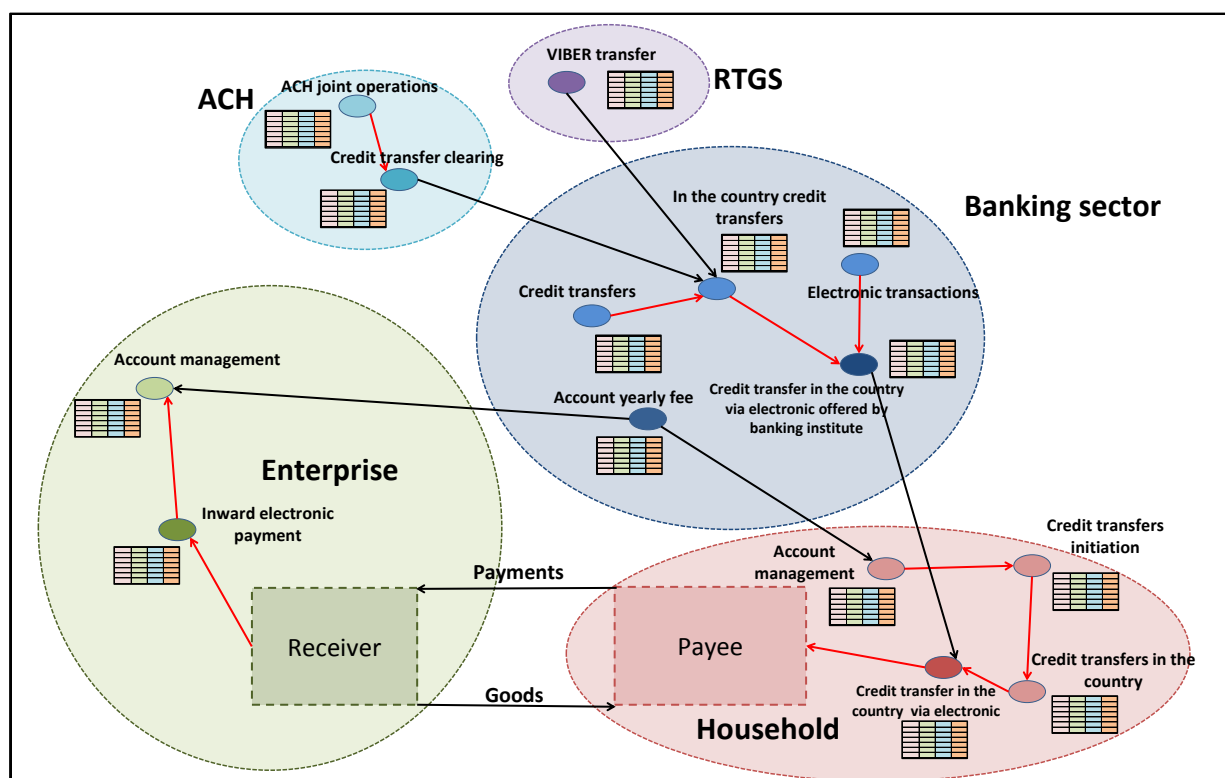 VIBER transfer
RTGS
ACH
ACH joint operations
Credit transfer clearing
In the country credit
transfers
Banking sector
Credit transfers
Electronic transactions
Account management
Account yearly fee
Credit transfer in the country
via electronic offered by
banking institute
Enterprise
Inward electronic
payment
Credit transfers
initiation
Account
management
Payments
Receiver
Payee
Credit transfers in the
country
Goods
Credit transfer in the
country via electronic
Household